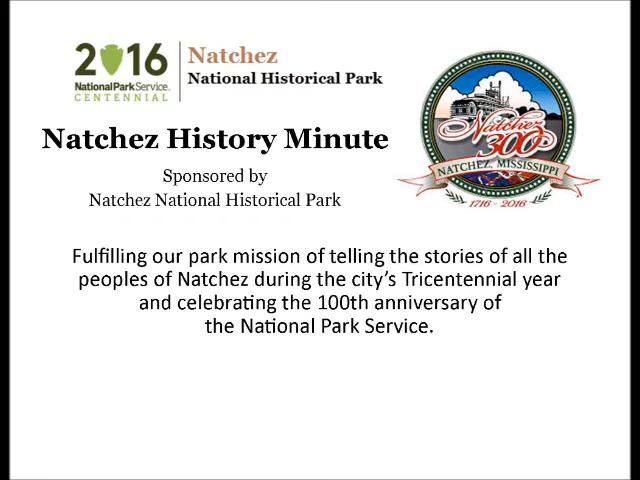 2016
National Park Service™
CENTENNIAL
Natchez
National Historical Park
Natchez History Minute
Sponsored by
Natchez National Historical Park
Natchez
300
NATCHEZ, MISSISSIPPI
1716 - 2016
Fulfilling our park mission of telling the stories of all the
peoples of Natchez during the city's Tricentennial year
and celebrating the 100th anniversary of
the National Park Service.